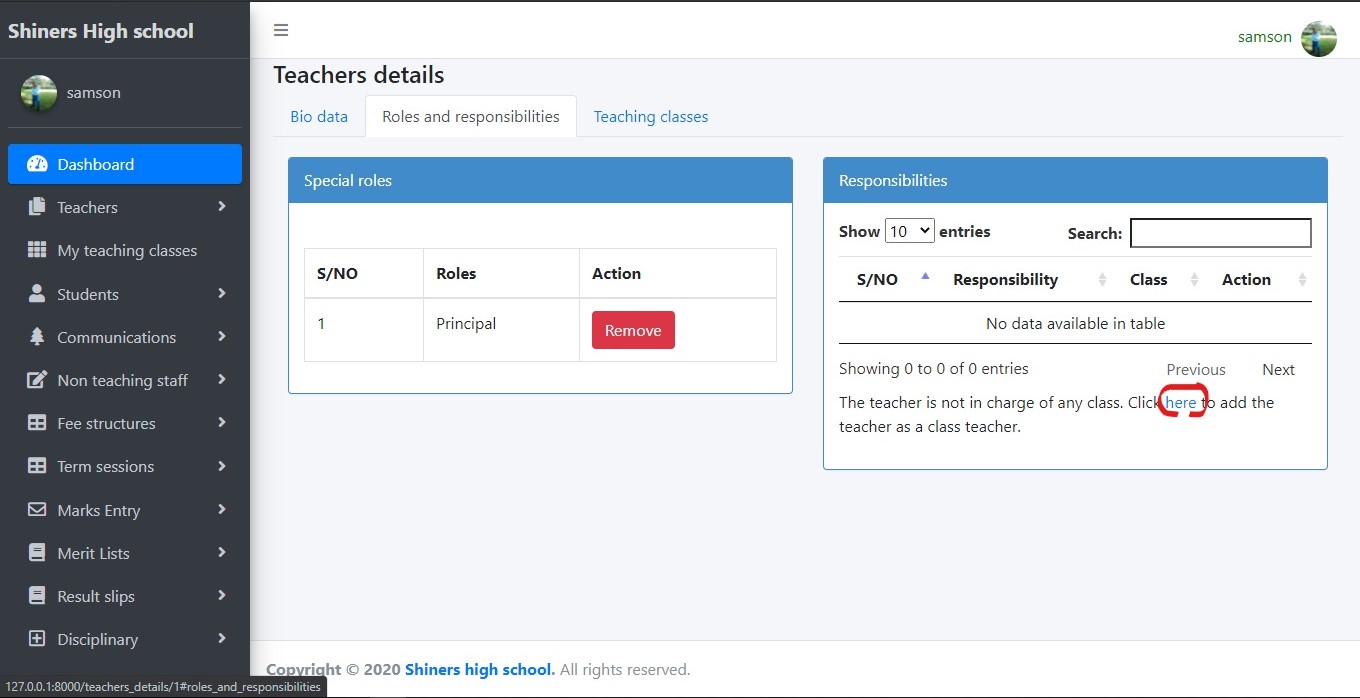 Shiners High school
samson
samson
Dashboard
Teachers
My teaching classes
Students
Communications
Non teaching staff
Fee structures
Term sessions
Marks Entry
Merit Lists
Result slips
Disciplinary
Teachers details
Bio data Roles and responsibilities Teaching classes
Special roles
S/NO Roles Action
1 Principal Remove
Responsibilities
Show 10 entries Search:
S/NO Responsibility Class Action
No data available in table
Showing 0 to 0 of 0 entries Previous Next
The teacher is not in charge of any class. Click here to add the
teacher as a class teacher.
Copyright © 2020 Shiners high school. All rights reserved.
127.0.0.1:8000/teachers_details/1#roles_and_responsibilities